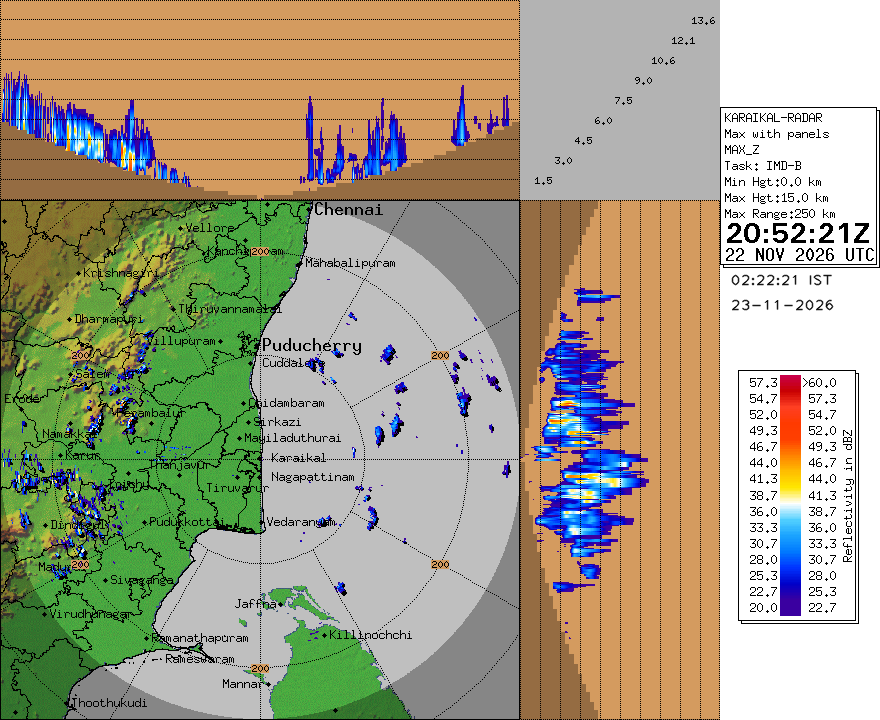 13.6
12.1
10.6
9.0
7.5
6.0
4.5
3.0
1.5
KARAIKAL-RADAR
Max with panels
MAX_Z
Task: IMD-B
Min Hgt:0.0 km
Max Hgt:15.0 km
Max Range:250 km
20:52:21Z
22 NOV 2026 UTC
02:22:21 IST
23-11-2026
Chennai
Vellore
200
Mahabalipuram
Krishnagiri
Thiruvannamalai
Dharmapuri
Villupuram
Puducherry
200
200
Cuddalore
Salem
Erode
Chidambaram
Perambalur
Sirkazi
Namakkal
Mayiladuthurai
Karur
Karaikal
Thanjavur
Nagapattinam
Tiruvarur
Dindigul
Pudukkottai
Vedaranyam
Madurai
200
200
Sivaganga
Jaffna
Virudhunagar
Ramanathapuram
Killinochchi
Rameswaram
200
Mannar
Thoothukudi
57.3 >60.0
54.7 57.3
52.0 54.7
49.3 52.0
46.7 49.3
44.0 46.7
41.3 44.0
38.7 41.3
36.0 38.7
33.3 36.0
30.7 33.3
28.0 30.7
25.3 28.0
22.7 25.3
20.0 22.7
Reflectivity in dBZ